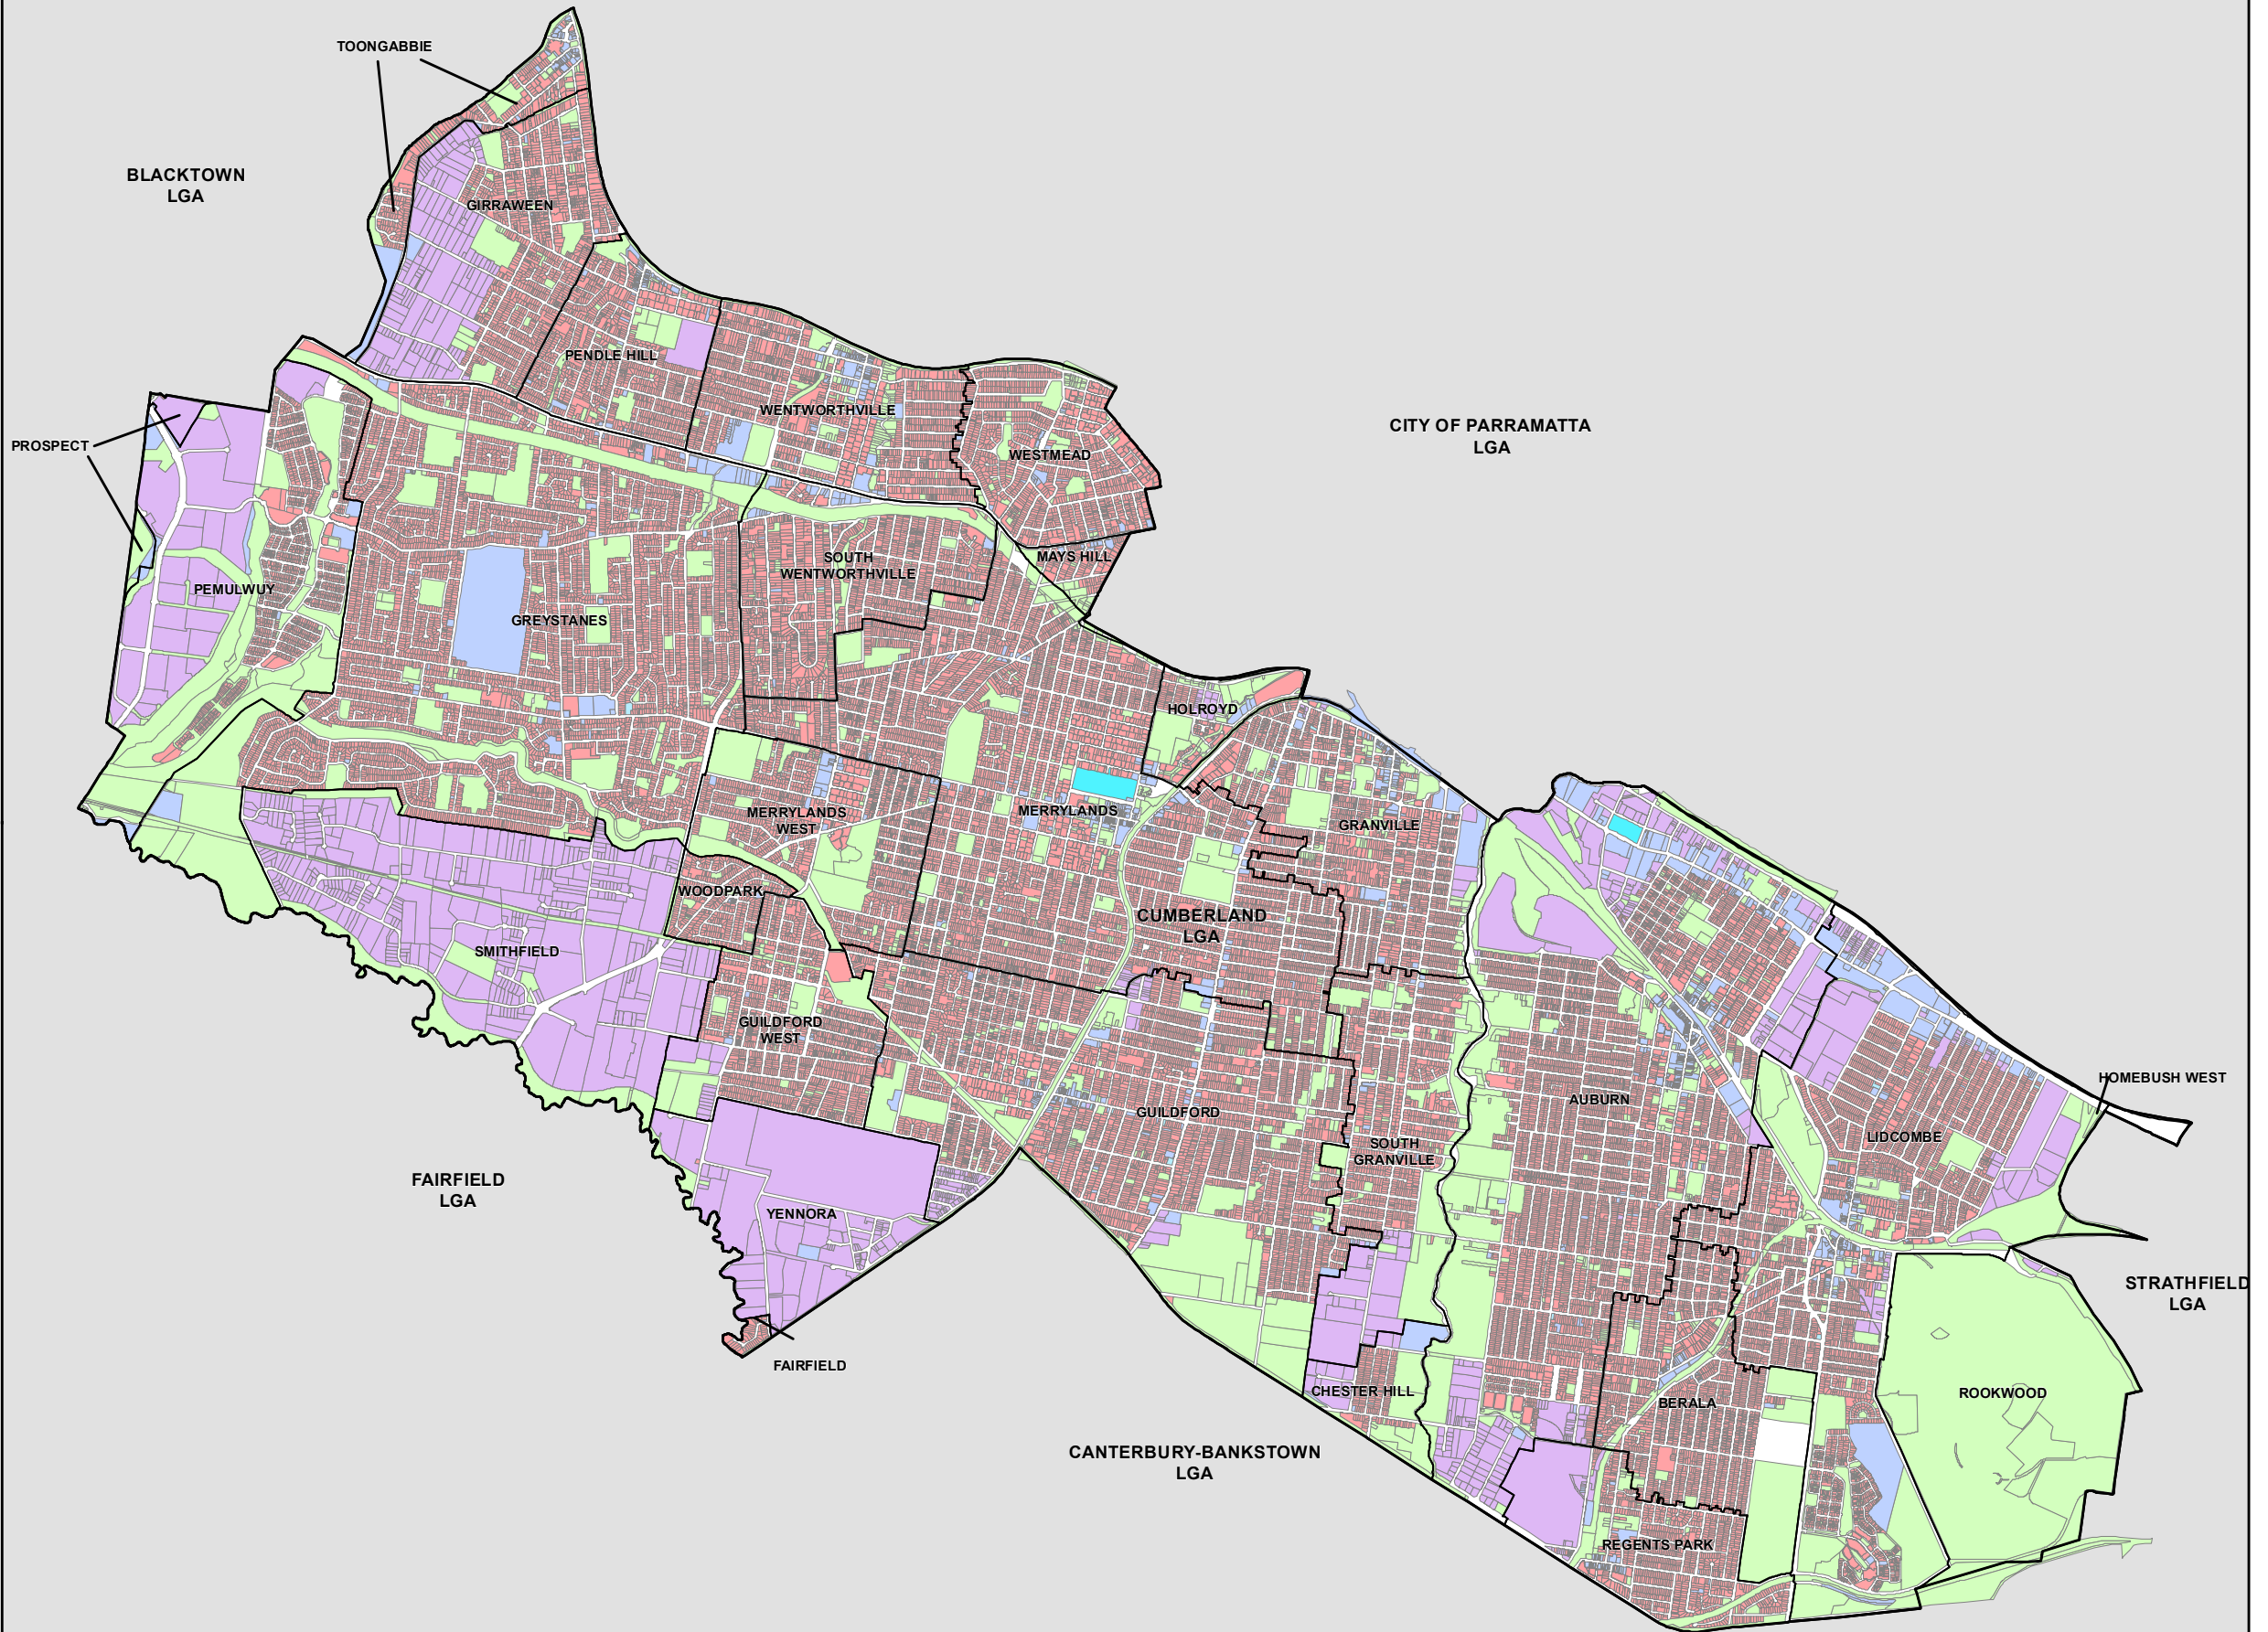 TOONGABBIE
BLACKTOWN
LGA
GIRRAWEEN
PENDLE HILL
WENTWORTHVILLE
CITY OF PARRAMATTA
LGA
PROSPECT
WESTMEAD
SOUTH
WENTWORTHVILLE
MAYS HILL
PEMULWUY
GREYSTANES
HOLROYD
MERRYLANDS
WEST
MERRYLANDS
GRANVILLE
WOODPARK
CUMBERLAND
LGA
SMITHFIELD
GUILDFORD
WEST
HOMEBUSH WEST
AUBURN
GUILDFORD
LIDCOMBE
SOUTH
GRANVILLE
FAIRFIELD
LGA
YENNORA
STRATHFIELD
LGA
FAIRFIELD
CHESTER HILL
ROOKWOOD
BERALA
CANTERBURY-BANKSTOWN
LGA
REGENTS PARK